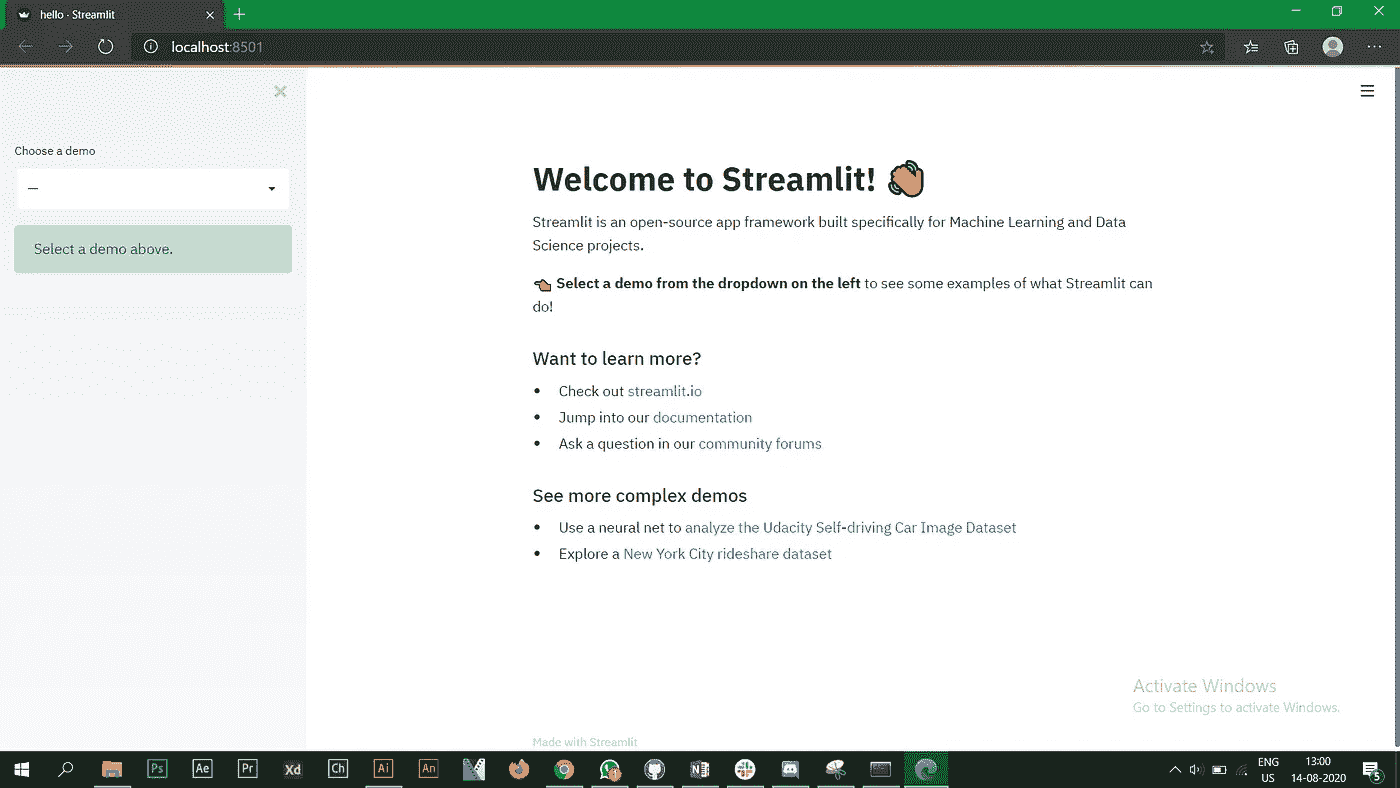 hello · Streamlit
localhost:8501
Choose a demo
—
Select a demo above.
Welcome to Streamlit!
Streamlit is an open-source app framework built specifically for Machine Learning and Data
Science projects.
Select a demo from the dropdown on the left to see some examples of what Streamlit can
do!
Want to learn more?
• Check out streamlit.io
• Jump into our documentation
• Ask a question in our community forums
See more complex demos
• Use a neural net to analyze the Udacity Self-driving Car Image Dataset
• Explore a New York City rideshare dataset
Activate Windows
Go to Settings to activate Windows.
Made with Streamlit
Ps
Ae
Pr
Xd
Ch
Ai
An
N
ENG
US
13:00
14-08-2020
5